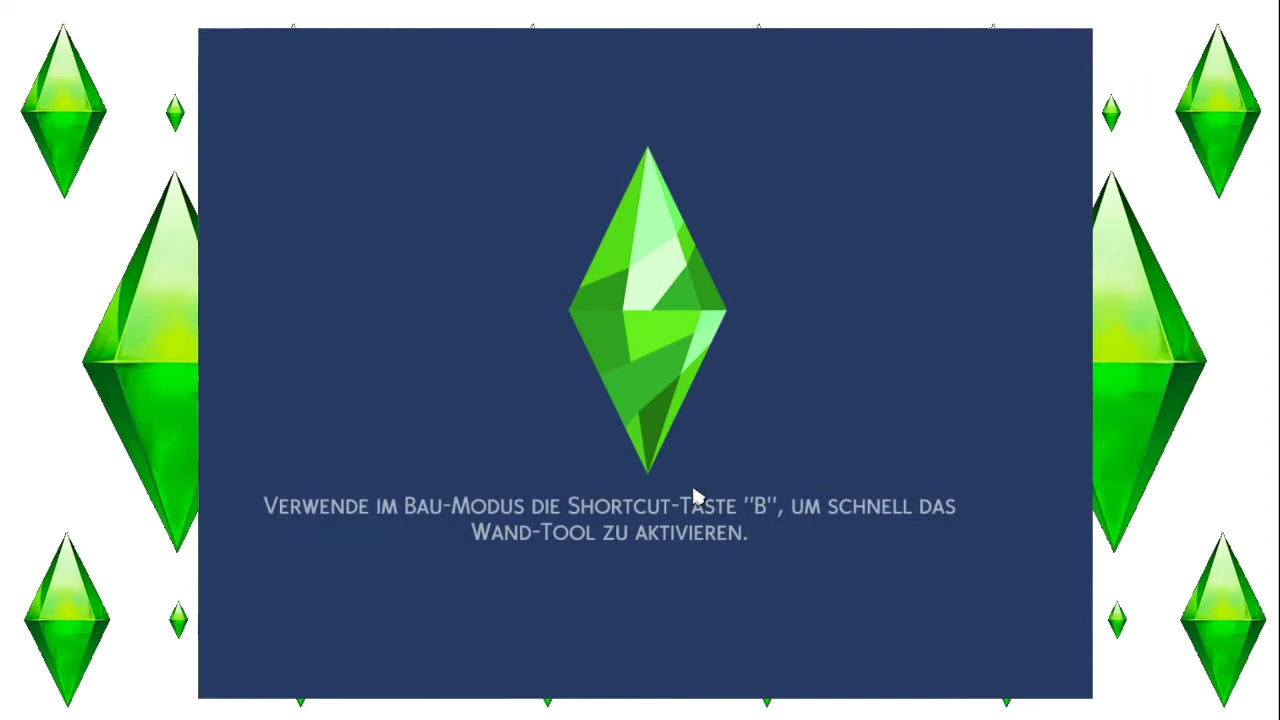 Verwende im Bau-Modus die Shortcut-Taste "B", um schnell das
Wand-Tool zu aktivieren.